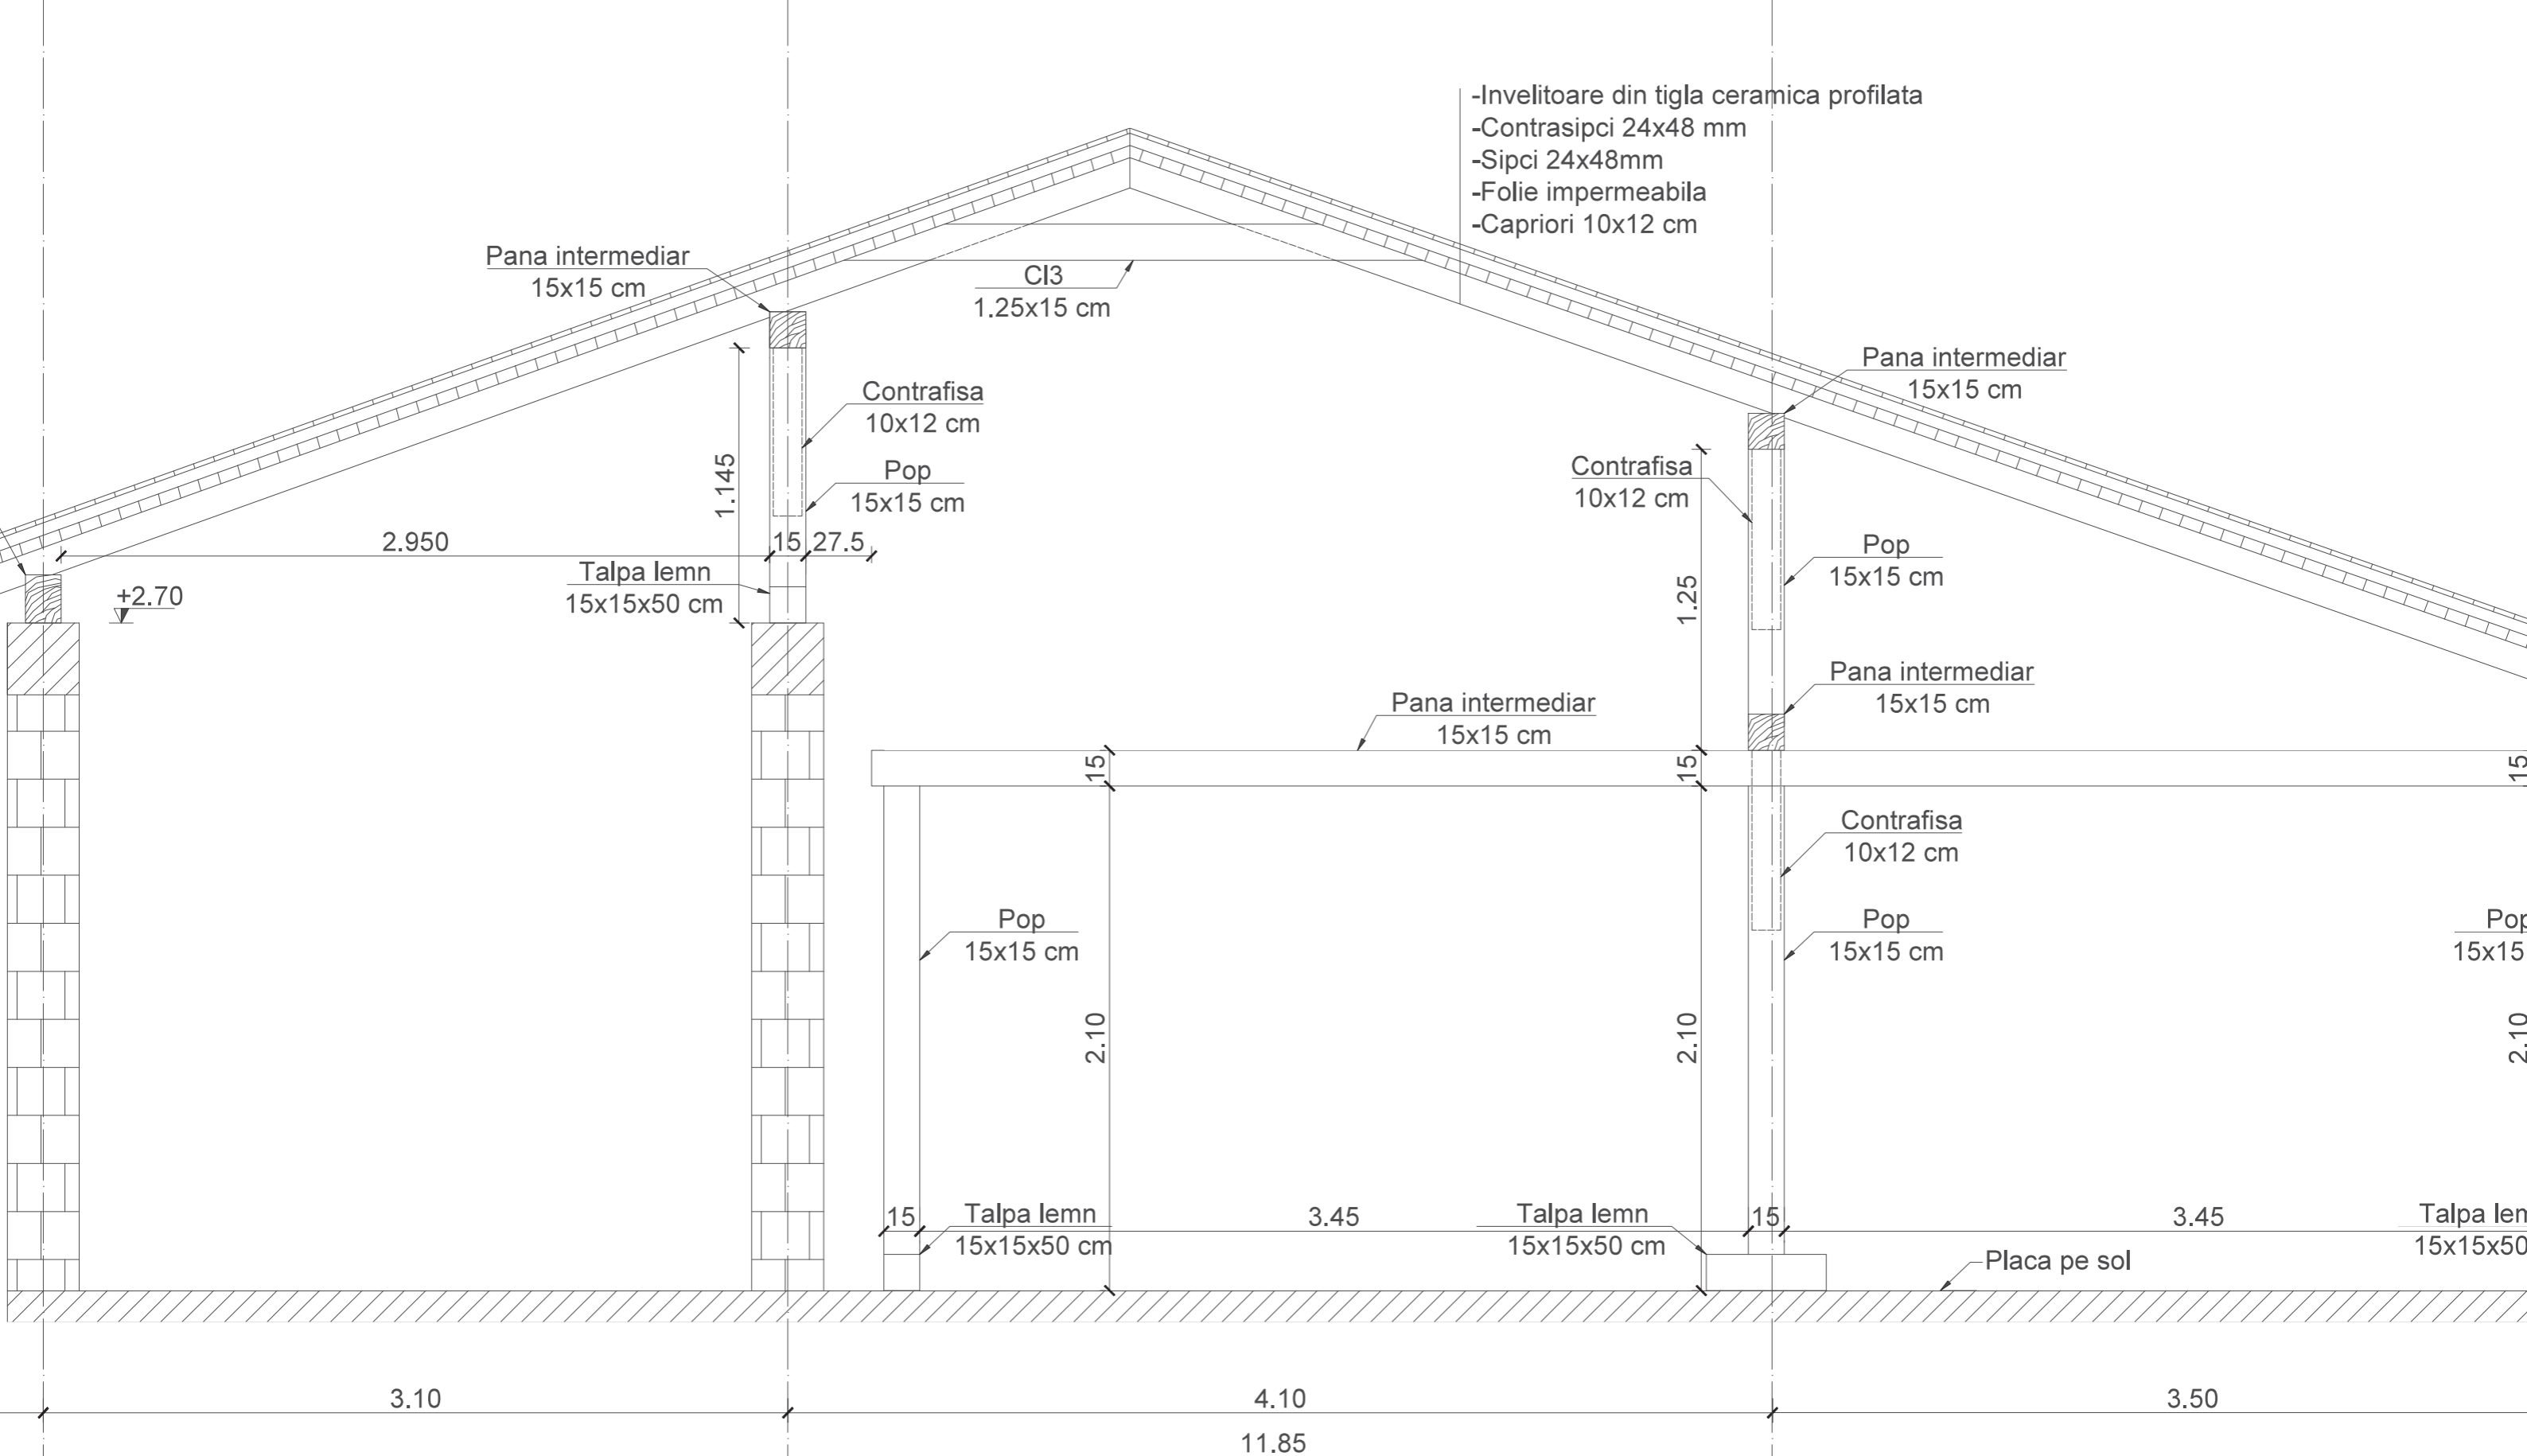 -Invelitoare din tigla ceramica profilata
-Contrasipci 24x48 mm
-Sipci 24x48mm
-Folie impermeabila
-Capriori 10x12 cm
Pana intermediar
15x15 cm
Cl3
1.25x15 cm
Pana intermediar
15x15 cm
Contrafisa
10x12 cm
Pop
15x15 cm
1.145
Contrafisa
10x12 cm
Pop
15x15 cm
1.25
2.950
15
27.5
Talpa lemn
15x15x50 cm
+2.70
Pana intermediar
15x15 cm
Pana intermediar
15x15 cm
15
15
15
Contrafisa
10x12 cm
Pop
15x15 cm
Pop
15x15 cm
Pop
15x15
2.10
2.10
2.10
15
Talpa lemn
15x15x50 cm
3.45
Talpa lemn
15x15x50 cm
15
3.45
Talpa lem
15x15x50
Placa pe sol
3.10
4.10
3.50
11.85